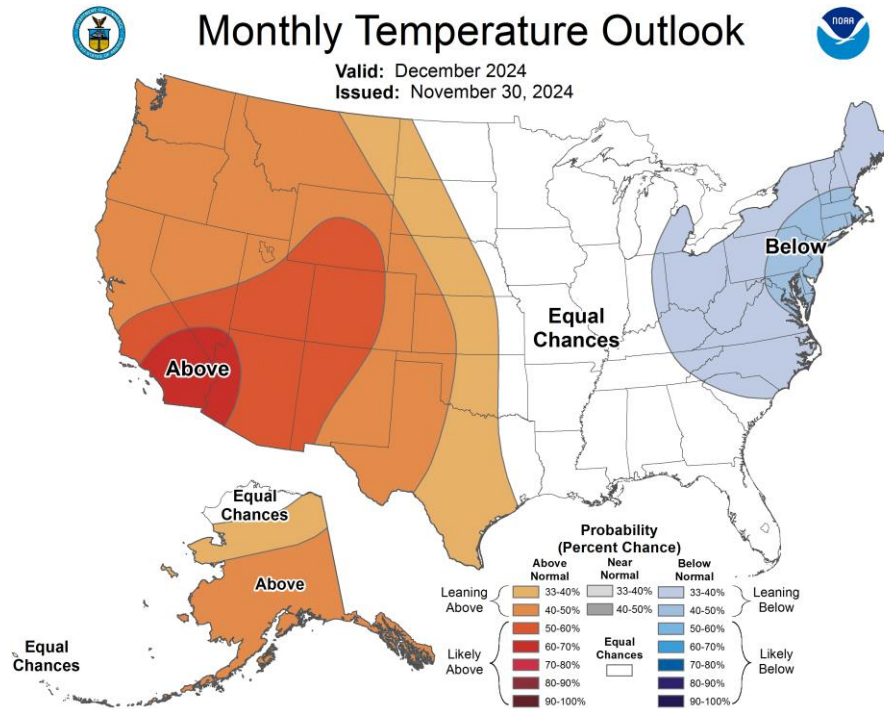 Monthly Temperature Outlook
NOAA
Valid: December 2024
Issued: November 30, 2024
Below
Equal
Chances
Above
Equal
Chances
Above
Equal
Chances
Probability
(Percent Chance)
Above
Normal
Near
Normal
Below
Normal
Leaning
Above
33-40%
40-50%
33-40%
40-50%
33-40%
40-50%
Leaning
Below
Likely
Above
50-60%
60-70%
70-80%
80-90%
90-100%
Equal
Chances
50-60%
60-70%
70-80%
80-90%
90-100%
Likely
Below